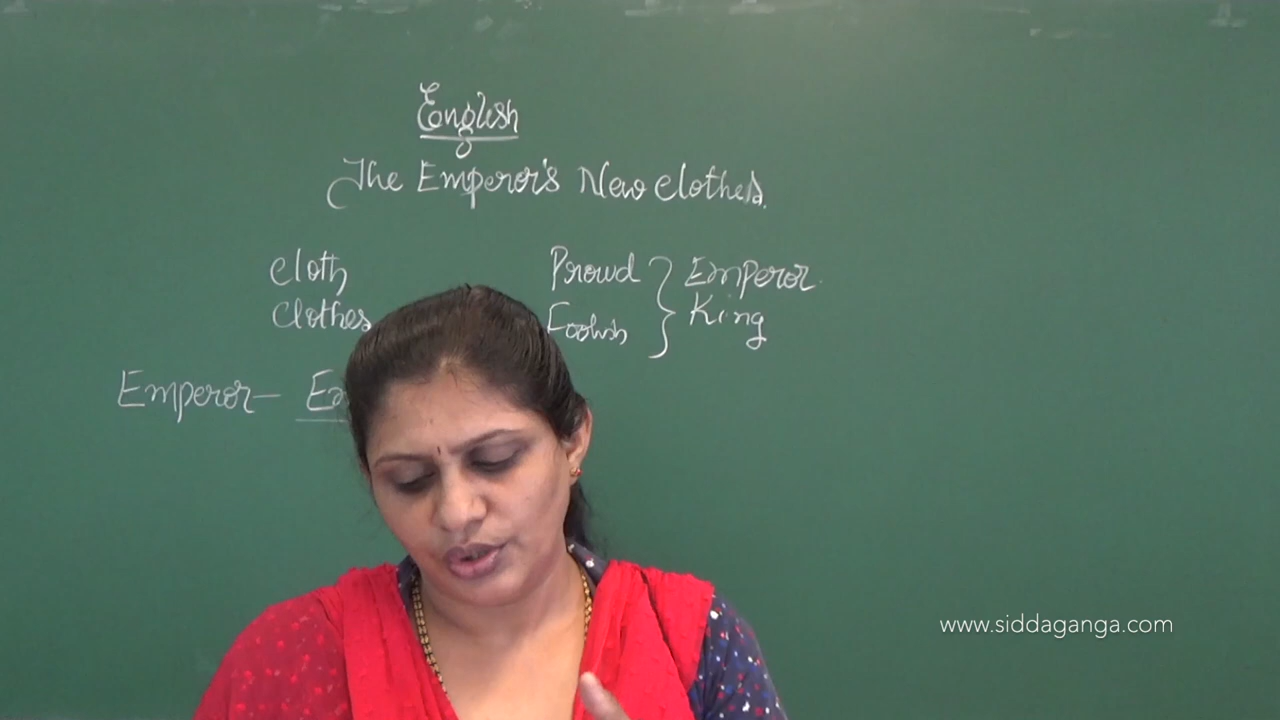 English
The Emperor's New Clothes.
Cloth
Clothes
Proud
Foolish
Emperor
King
Emperor -
www.siddaganga.com